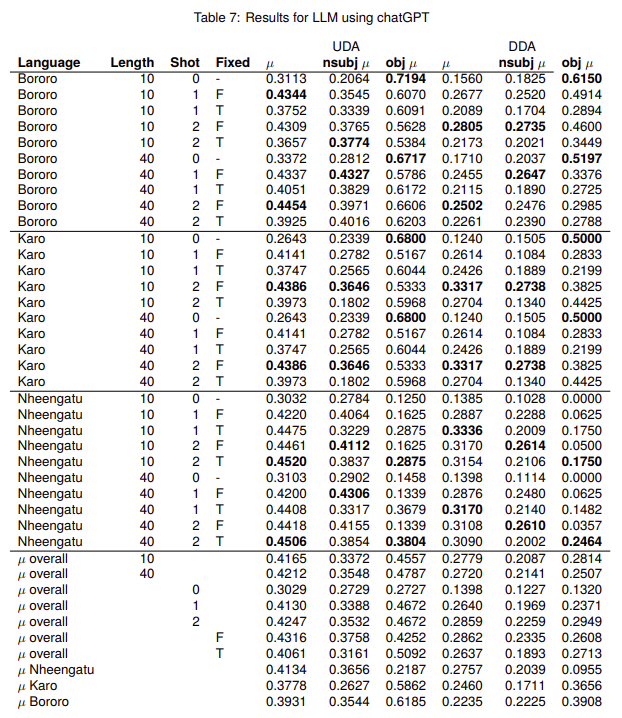 Table 7: Results for LLM using chatGPT
UDA DDA
Language Length Shot Fixed μ nsubj μ obj μ μ nsubj μ obj μ
Bororo 10 0 - 0.3113 0.2064 0.7194 0.1560 0.1825 0.6150
Bororo 10 1 F 0.4344 0.3545 0.6070 0.2677 0.2520 0.4914
Bororo 10 1 T 0.3752 0.3339 0.6091 0.2089 0.1704 0.2894
Bororo 10 2 F 0.4309 0.3765 0.5628 0.2805 0.2735 0.4600
Bororo 10 2 T 0.3657 0.3774 0.5384 0.2173 0.2021 0.3449
Bororo 40 0 - 0.3372 0.2812 0.6717 0.1710 0.2037 0.5197
Bororo 40 1 F 0.4337 0.4327 0.5786 0.2455 0.2647 0.3376
Bororo 40 1 T 0.4051 0.3829 0.6172 0.2115 0.1890 0.2725
Bororo 40 2 F 0.4454 0.3971 0.6606 0.2502 0.2476 0.2985
Bororo 40 2 T 0.3925 0.4016 0.6203 0.2261 0.2390 0.2788
Karo 10 0 - 0.2643 0.2339 0.6800 0.1240 0.1505 0.5000
Karo 10 1 F 0.4141 0.2782 0.5167 0.2614 0.1084 0.2833
Karo 10 1 T 0.3747 0.2565 0.6044 0.2426 0.1889 0.2199
Karo 10 2 F 0.4386 0.3646 0.5333 0.3317 0.2738 0.3825
Karo 10 2 T 0.3973 0.1802 0.5968 0.2704 0.1340 0.4425
Karo 40 0 - 0.2643 0.2339 0.6800 0.1240 0.1505 0.5000
Karo 40 1 F 0.4141 0.2782 0.5167 0.2614 0.1084 0.2833
Karo 40 1 T 0.3747 0.2565 0.6044 0.2426 0.1889 0.2199
Karo 40 2 F 0.4386 0.3646 0.5333 0.3317 0.2738 0.3825
Karo 40 2 T 0.3973 0.1802 0.5968 0.2704 0.1340 0.4425
Nheengatu 10 0 - 0.3032 0.2784 0.1250 0.1385 0.1028 0.0000
Nheengatu 10 1 F 0.4220 0.4064 0.1625 0.2887 0.2288 0.0625
Nheengatu 10 1 T 0.4475 0.3229 0.2875 0.3336 0.2009 0.1750
Nheengatu 10 2 F 0.4461 0.4112 0.1625 0.3170 0.2614 0.0500
Nheengatu 10 2 T 0.4520 0.3837 0.2875 0.3154 0.2106 0.1750
Nheengatu 40 0 - 0.3103 0.2902 0.1458 0.1398 0.1114 0.0000
Nheengatu 40 1 F 0.4200 0.4306 0.1339 0.2876 0.2480 0.0625
Nheengatu 40 1 T 0.4408 0.3317 0.3679 0.3170 0.2140 0.1482
Nheengatu 40 2 F 0.4418 0.4155 0.1339 0.3108 0.2610 0.0357
Nheengatu 40 2 T 0.4506 0.3854 0.3804 0.3090 0.2002 0.2464
μ overall 10 0.4165 0.3372 0.4557 0.2779 0.2087 0.2814
μ overall 40 0.4212 0.3548 0.4787 0.2720 0.2141 0.2507
μ overall 0 0.3029 0.2729 0.2727 0.1398 0.1227 0.1320
μ overall 1 0.4130 0.3388 0.4672 0.2640 0.1969 0.2371
μ overall 2 0.4247 0.3532 0.4672 0.2859 0.2259 0.2949
μ overall F 0.4316 0.3758 0.4252 0.2862 0.2335 0.2608
μ overall T 0.4061 0.3161 0.5092 0.2637 0.1893 0.2713
μ Nheengatu 0.4134 0.3656 0.2187 0.2757 0.2039 0.0955
μ Karo 0.3778 0.2627 0.5862 0.2460 0.1711 0.3656
μ Bororo 0.3931 0.3544 0.6185 0.2235 0.2225 0.3908